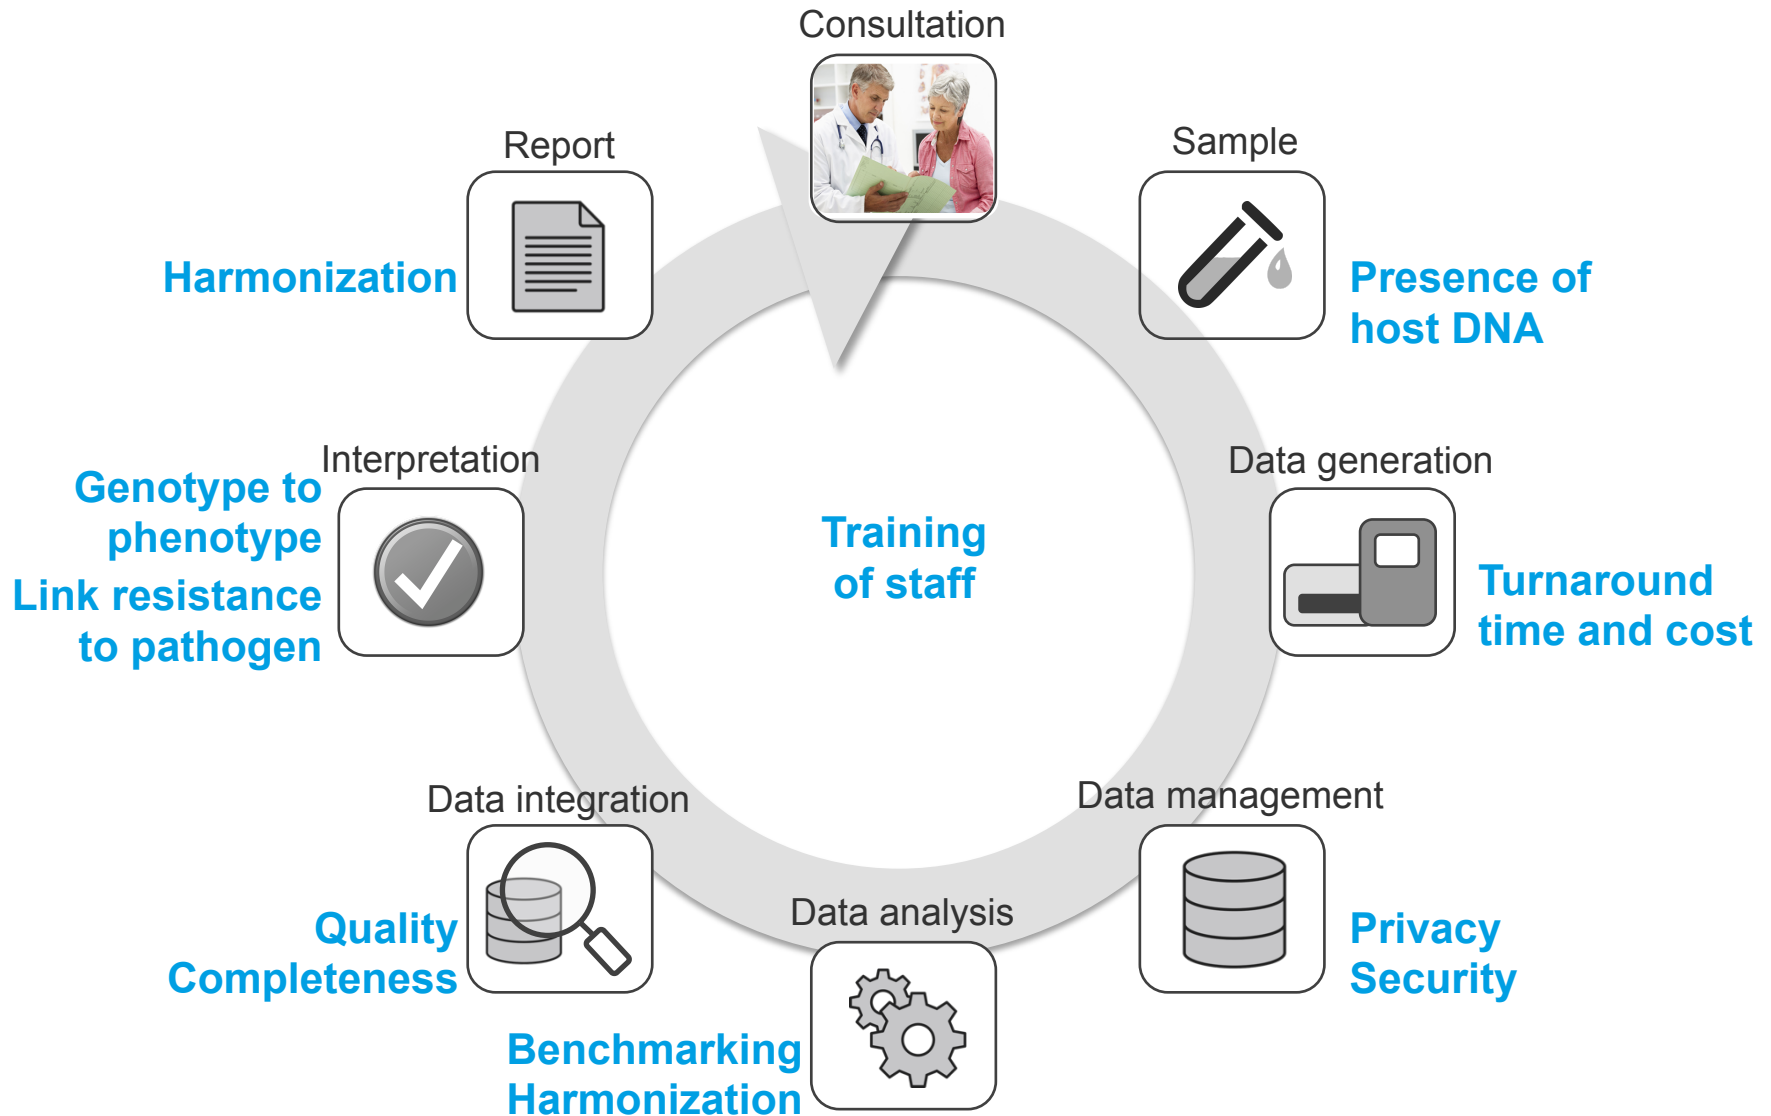 Consultation
Sample
Presence of
host DNA
Data generation
Turnaround
time and cost
Data management
Privacy
Security
Data analysis
Benchmarking
Harmonization
Data integration
Quality
Completeness
Interpretation
Genotype to
phenotype
Link resistance
to pathogen
Report
Harmonization
Training
of staff